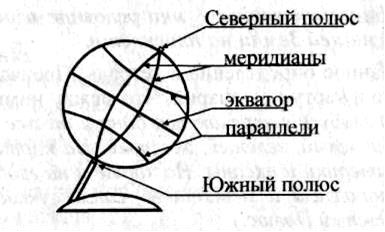 Северный полюс
меридианы
экватор
параллели
Южный полюс